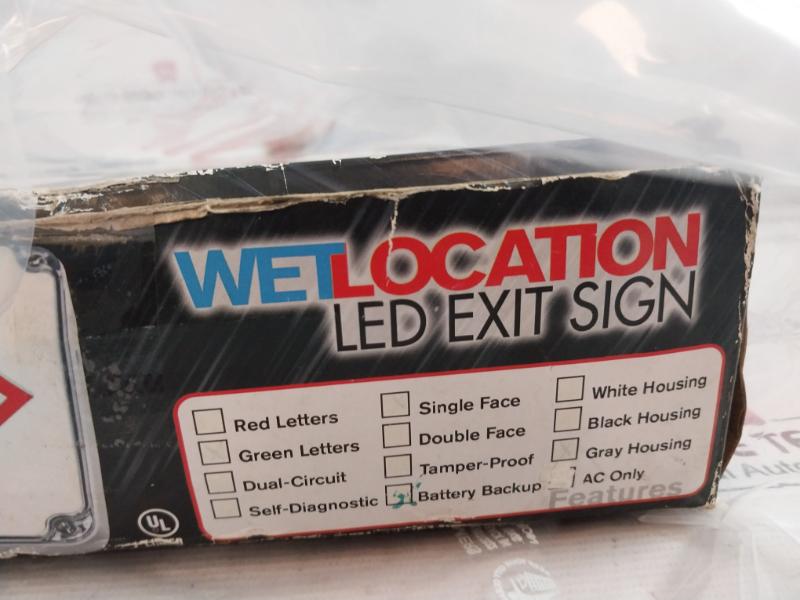 WETLOCATION
LED EXIT SIGN
Red Letters
Green Letters
Dual-Circuit
Self-Diagnostic
Single Face
Double Face
Tamper-Proof
Battery Backup
White Housing
Black Housing
Gray Housing
AC Only
Features
UL